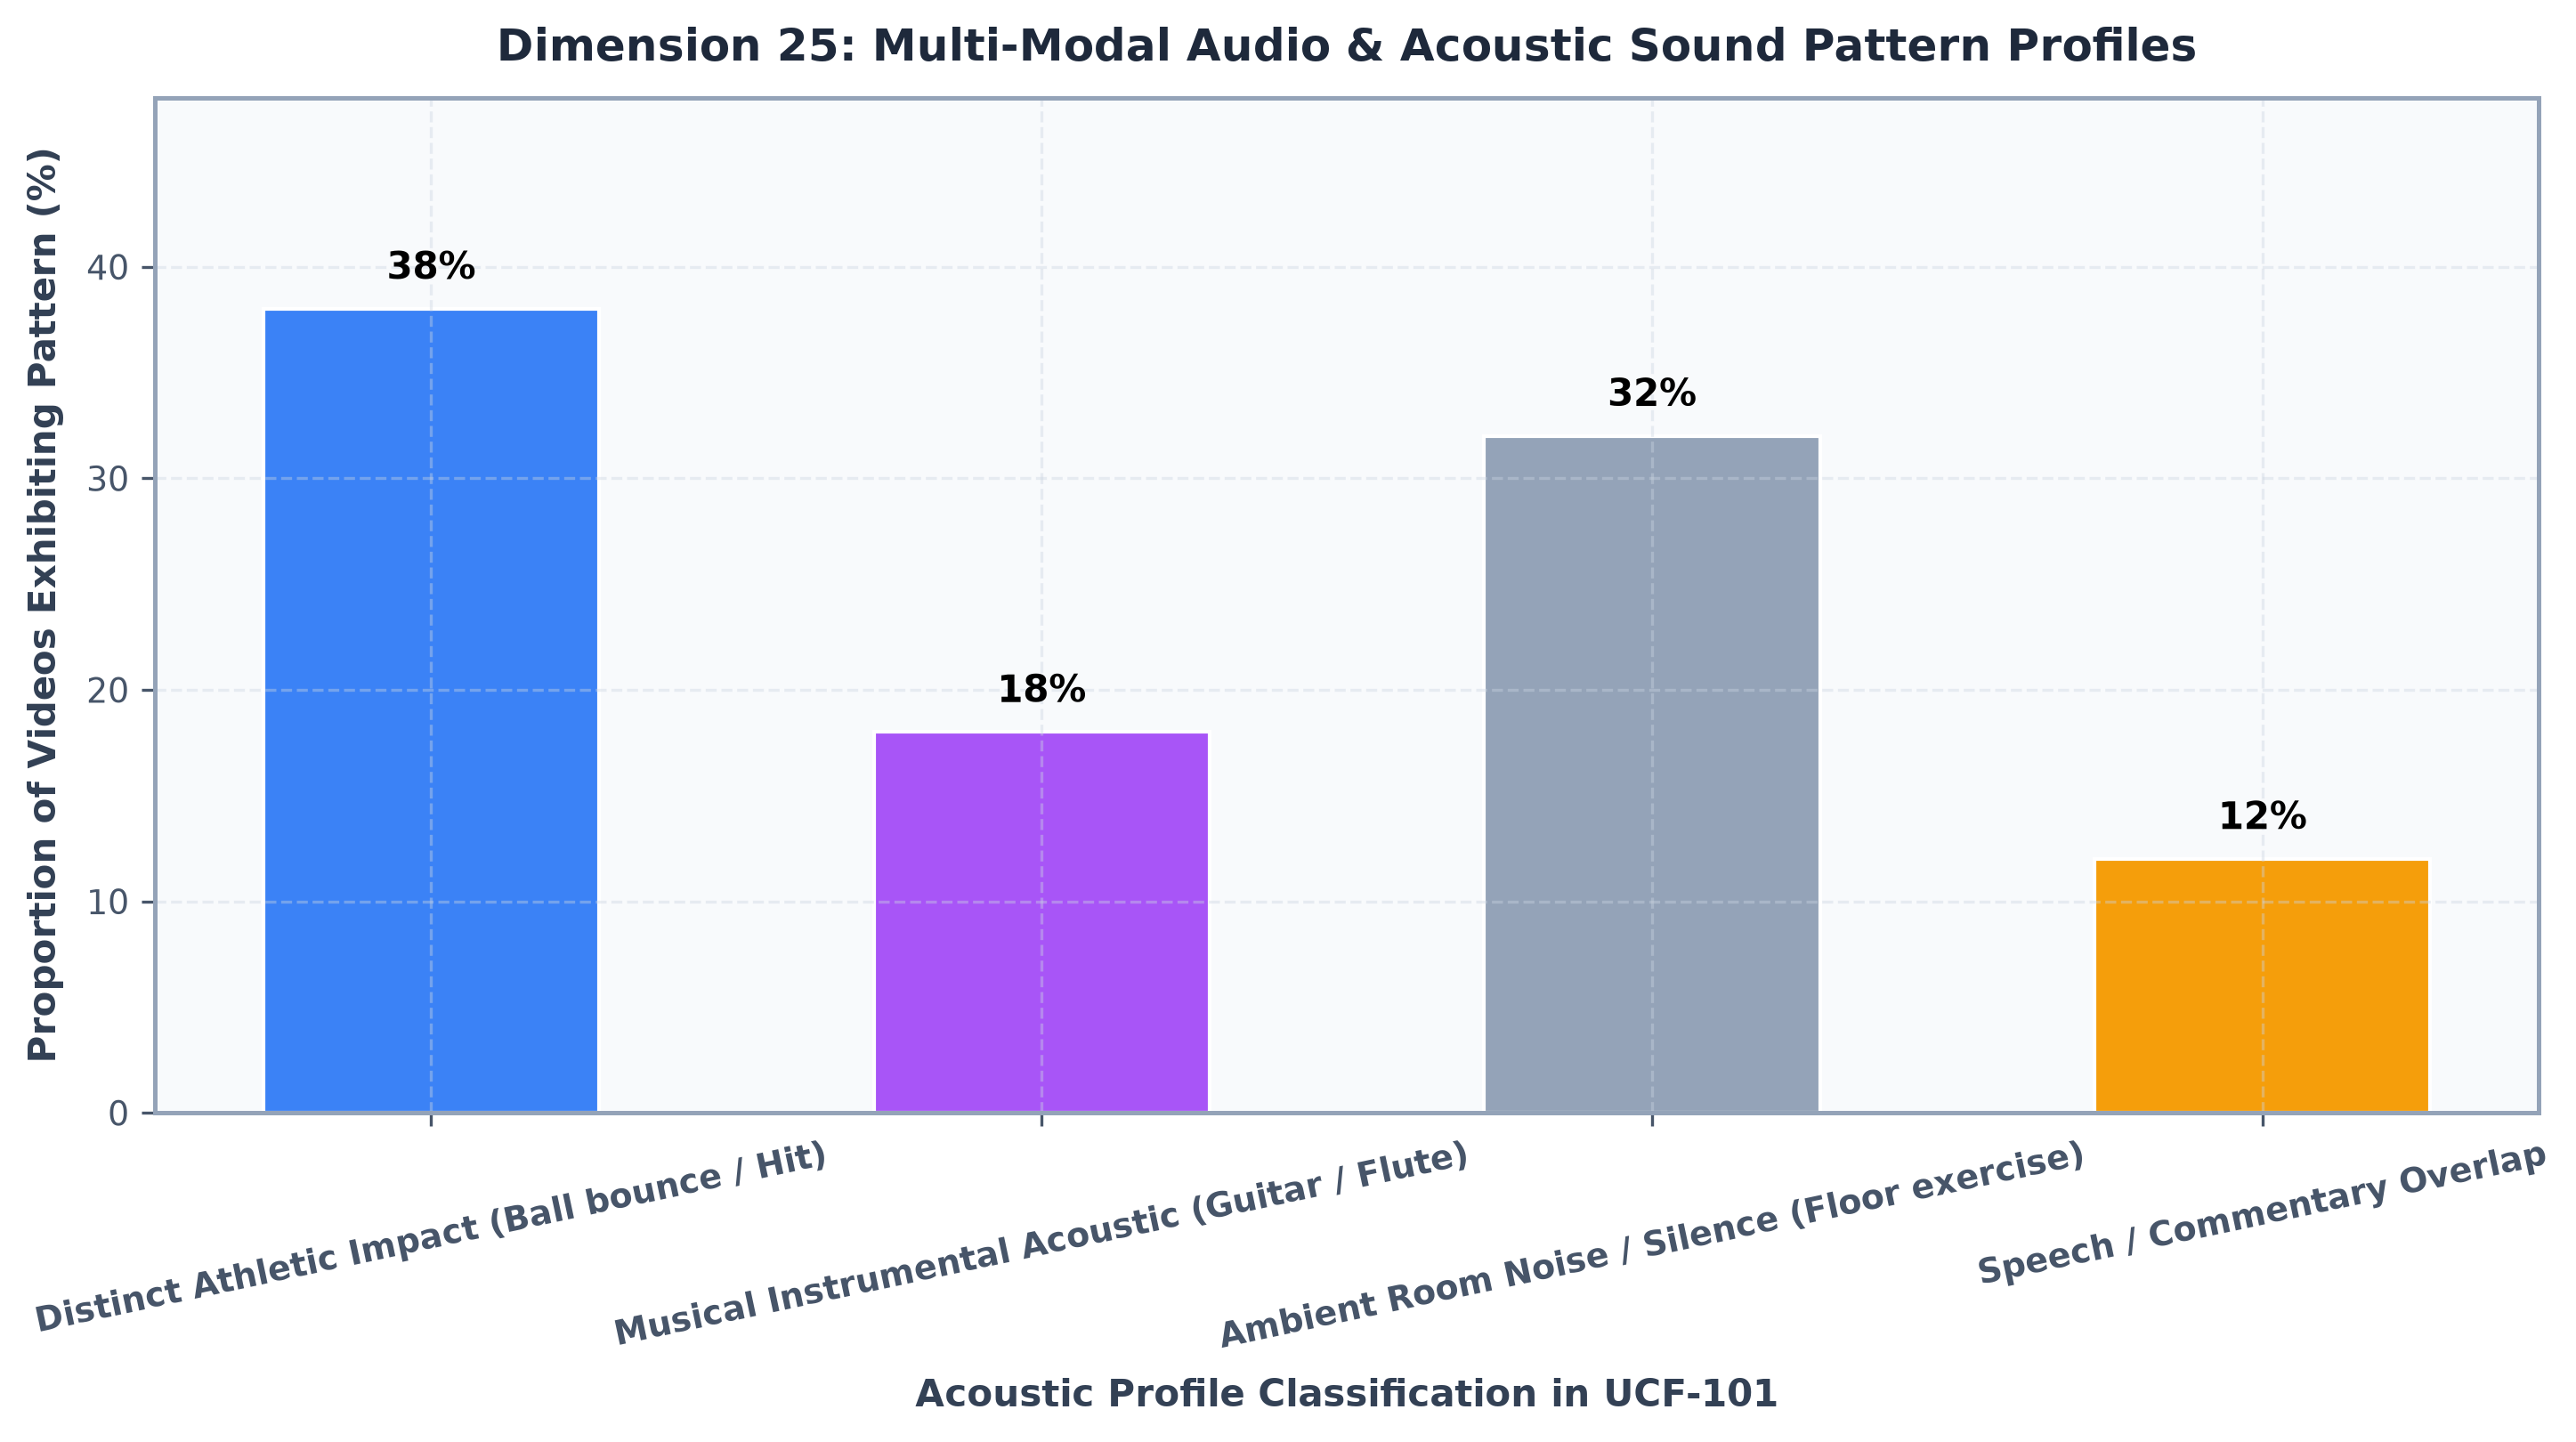 Dimension 25: Multi-Modal Audio & Acoustic Sound Pattern Profiles
Proportion of Videos Exhibiting Pattern (%)
40
30
20
10
0
38%
18%
32%
12%
Distinct Athletic Impact (Ball bounce / Hit)
Musical Instrumental Acoustic (Guitar / Flute)
Ambient Room Noise / Silence (Floor exercise)
Speech / Commentary Overlap
Acoustic Profile Classification in UCF-101